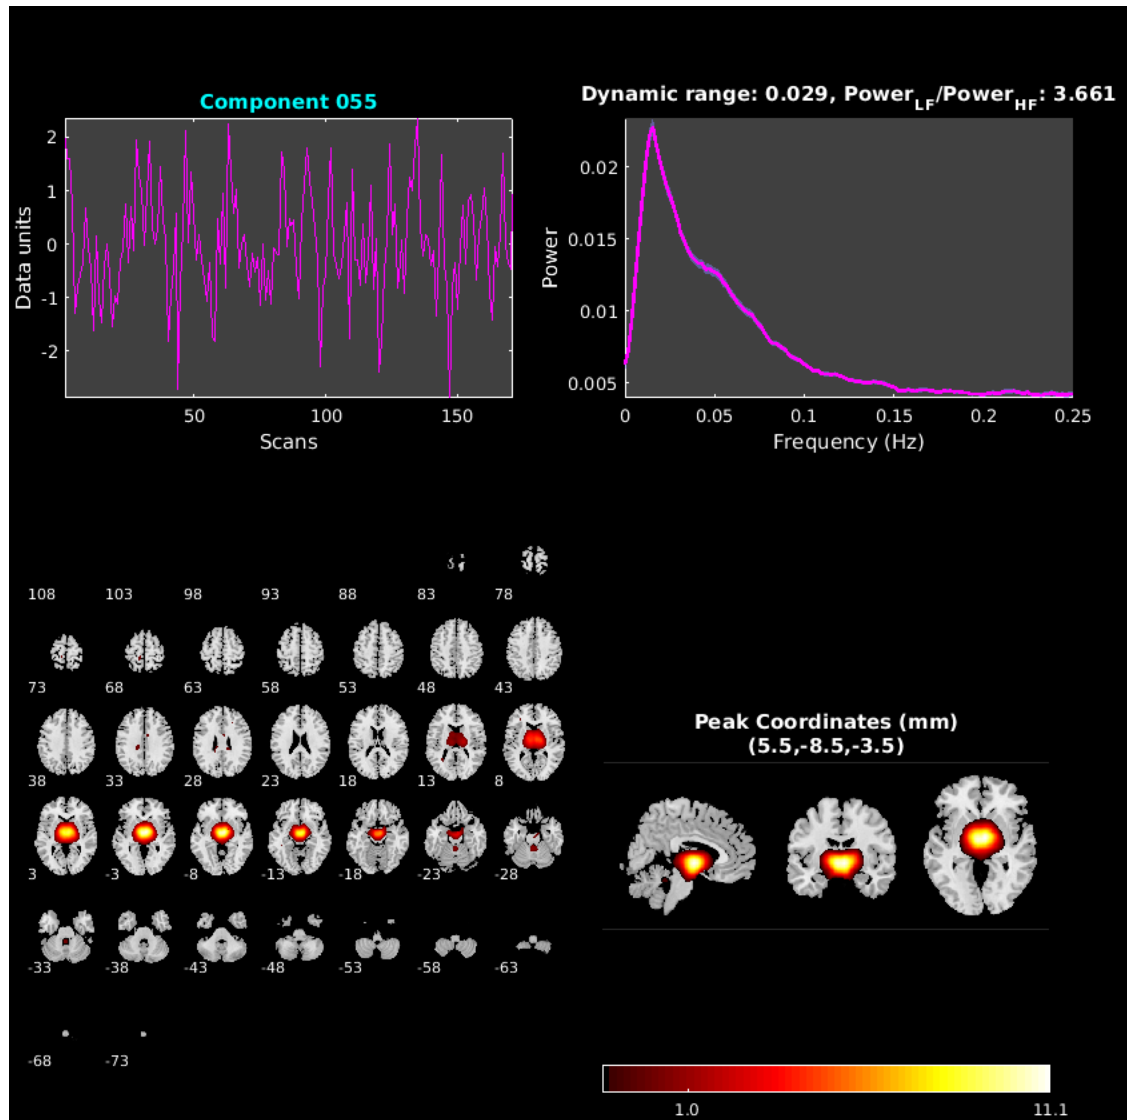 Component 055
Dynamic range: 0.029, Power_LF/Power_HF: 3.661
2
1
0
-1
-2
Data units
50 100 150
Scans
0.02
0.015
0.01
0.005
Power
0 0.05 0.1 0.15 0.2 0.25
Frequency (Hz)
108 103 98 93 88 83 78
73 68 63 58 53 48 43
38 33 28 23 18 13 8
3 -3 -8 -13 -18 -23 -28
-33 -38 -43 -48 -53 -58 -63
-68 -73
Peak Coordinates (mm)
(5.5,-8.5,-3.5)
1.0 11.1